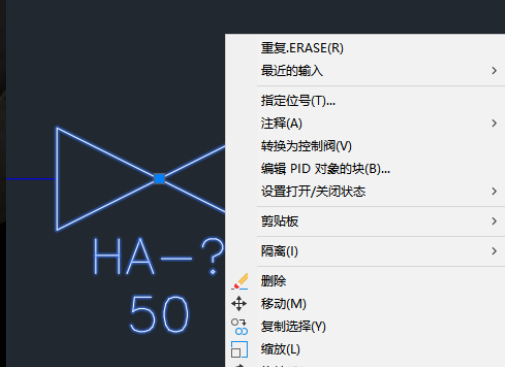 重复.ERASE(R)
最近的输入
指定位号(T)...
注释(A)
转换为控制阀(V)
编辑 PID 对象的块(B)...
设置打开/关闭状态
剪贴板
隔离(I)
删除
移动(M)
复制选择(Y)
缩放(L)
HA-?
50